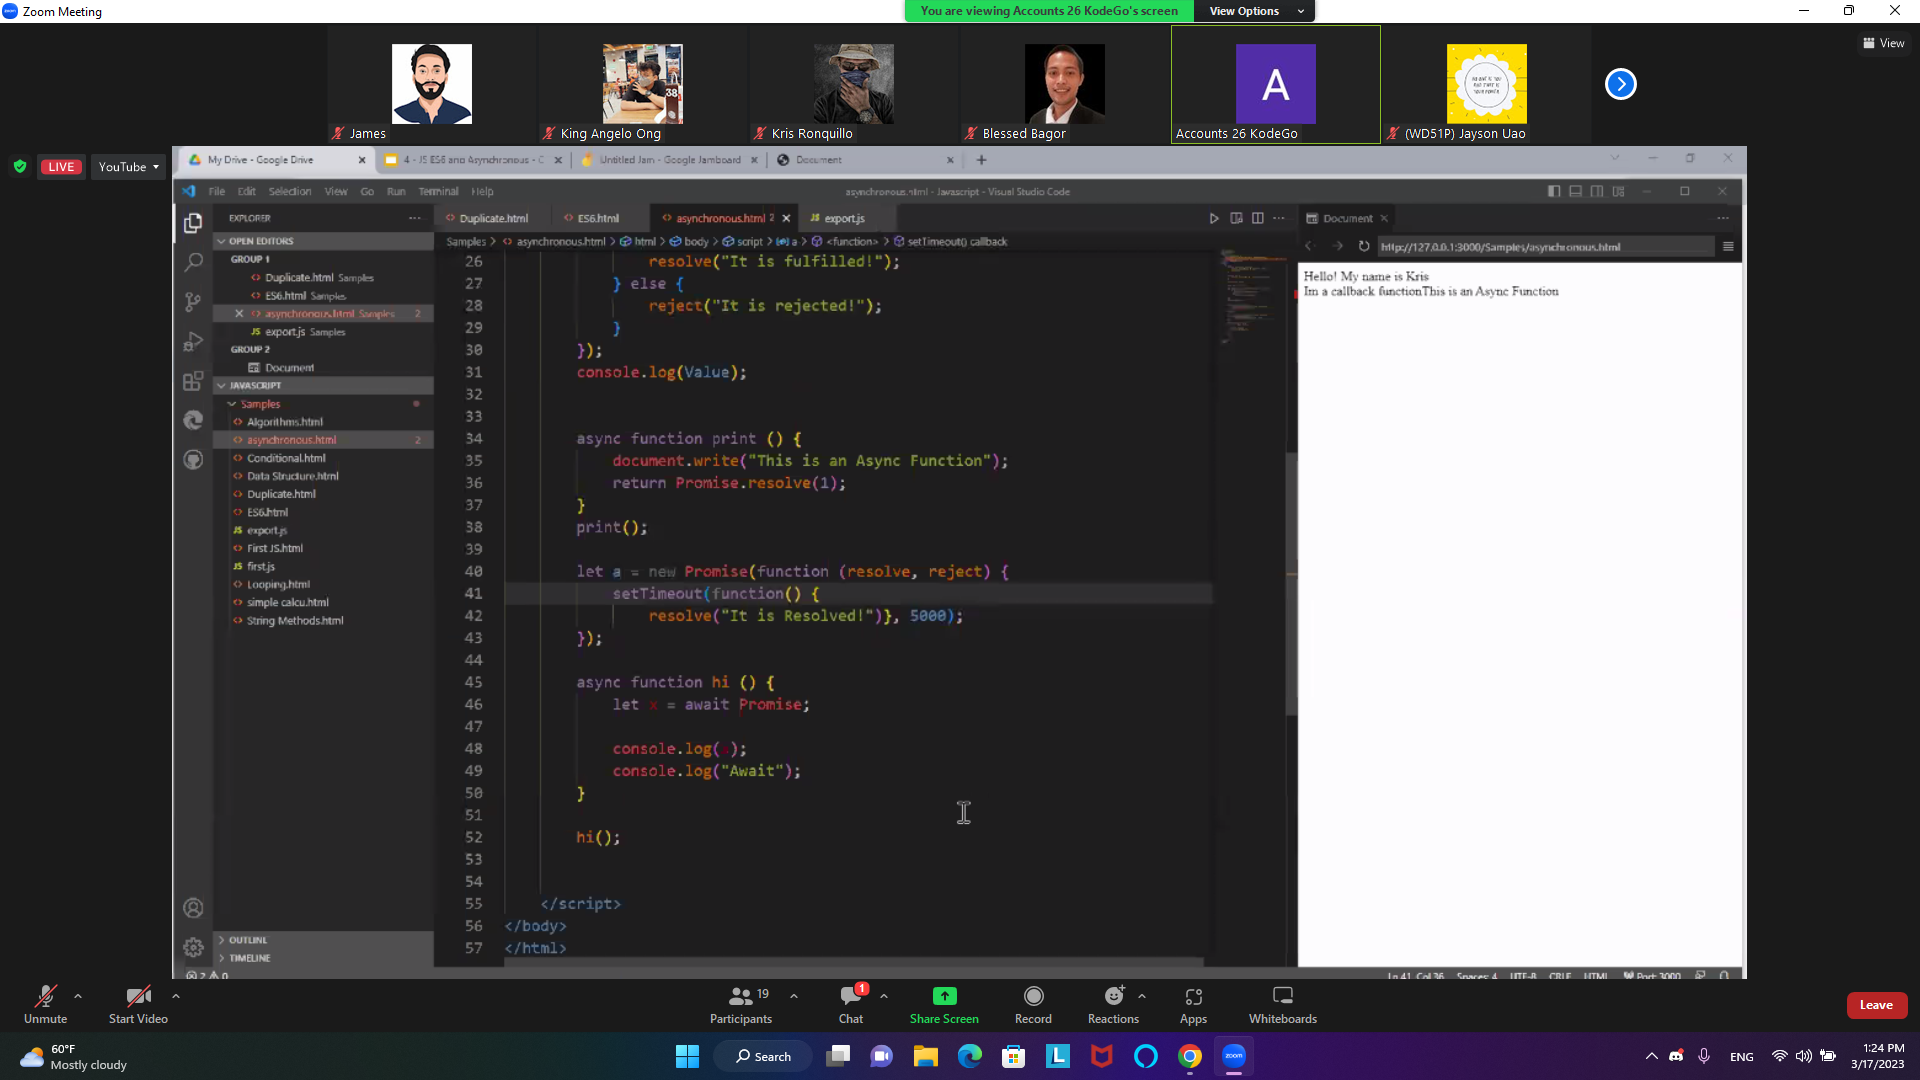 Zoom Meeting
You are viewing Accounts 26 KodeGo's screen
View Options
View
James
King Angelo Ong
38
Kris Ronquillo
Blessed Bagor
A
Accounts 26 KodeGo
(WD51P) Jayson Uao
LIVE
YouTube
My Drive - Google Drive
4 - JS ES6 and Asynchronous - C
Untitled Jam - Google Jamboard
Document
File Edit Selection View Go Run Terminal Help
asynchronous.html - Javascript - Visual Studio Code
EXPLORER
Duplicate.html
ES6.html
asynchronous.html 2
export.js
Document
Samples > asynchronous.html > html > body > script > a > <function> > setTimeout() callback
http://127.0.0.1:3000/Samples/asynchronous.html
OPEN EDITORS
GROUP 1
Duplicate.html Samples
ES6.html Samples
asynchronous.html Samples 2
export.js Samples
GROUP 2
Document
JAVASCRIPT
Samples
Algorithms.html
asynchronous.html 2
Conditional.html
Data Structure.html
Duplicate.html
ES6.html
export.js
First JS.html
first.js
Looping.html
simple calcu.html
String Methods.html
OUTLINE
TIMELINE
26 resolve("It is fulfilled!");
27 } else {
28 reject("It is rejected!");
29 }
30 });
31 console.log(Value);
32
33
34 async function print () {
35 document.write("This is an Async Function");
36 return Promise.resolve(1);
37 }
38 print();
39
40 let a = new Promise(function (resolve, reject) {
41 setTimeout(function() {
42 resolve("It is Resolved!")}, 5000);
43 });
44
45 async function hi () {
46 let x = await Promise;
47
48 console.log( );
49 console.log("Await");
50 }
51
52 hi();
53
54
55 </script>
56 </body>
57 </html>
Hello! My name is Kris
Im a callback functionThis is an Async Function
2 0
Ln 41, Col 36 Spaces: 4 UTF-8 CRLF HTML Port: 3000
Unmute
Start Video
19
Participants
1
Chat
Share Screen
Record
Reactions
Apps
Whiteboards
Leave
60°F
Mostly cloudy
Search
L
zoom
ENG
1:24 PM
3/17/2023